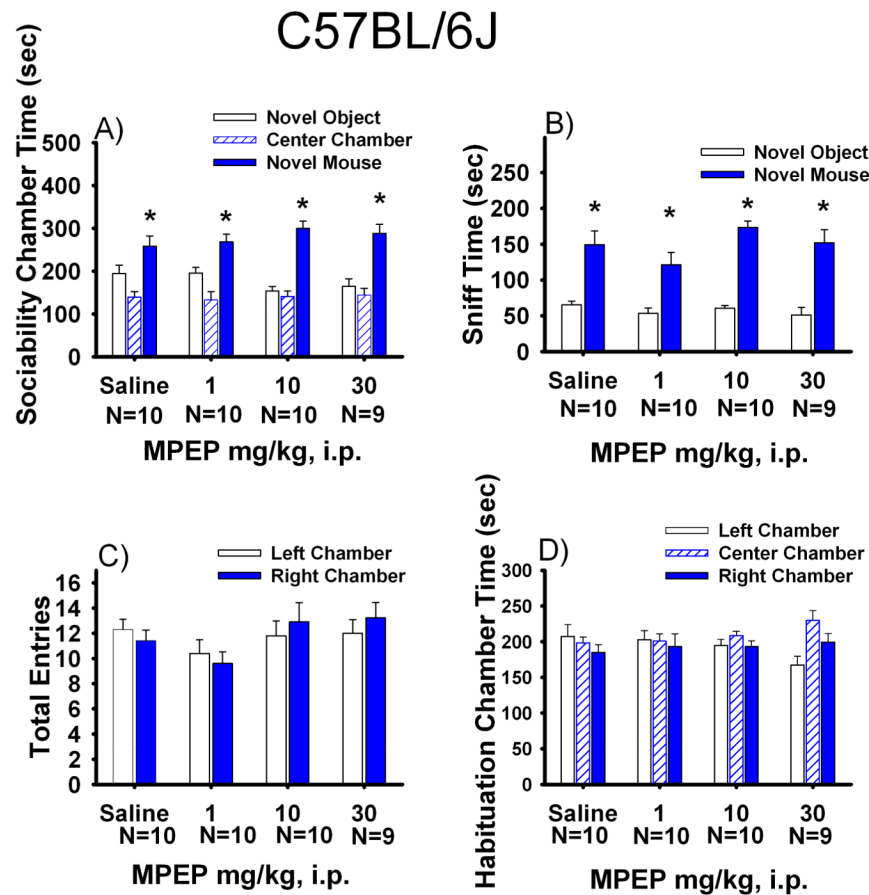 C57BL/6J
A)
Novel Object
Center Chamber
Novel Mouse
Sociability Chamber Time (sec)
500
400
300
200
100
0
* * * *
Saline 1 10 30
N=10 N=10 N=10 N=9
MPEP mg/kg, i.p.
B)
Novel Object
Novel Mouse
Sniff Time (sec)
250
200
150
100
50
0
* * * *
Saline 1 10 30
N=10 N=10 N=10 N=9
MPEP mg/kg, i.p.
C)
Left Chamber
Right Chamber
Total Entries
16
14
12
10
8
6
4
2
0
Saline 1 10 30
N=10 N=10 N=10 N=9
MPEP mg/kg, i.p.
D)
Left Chamber
Center Chamber
Right Chamber
Habituation Chamber Time (sec)
300
250
200
150
100
50
0
Saline 1 10 30
N=10 N=10 N=10 N=9
MPEP mg/kg, i.p.